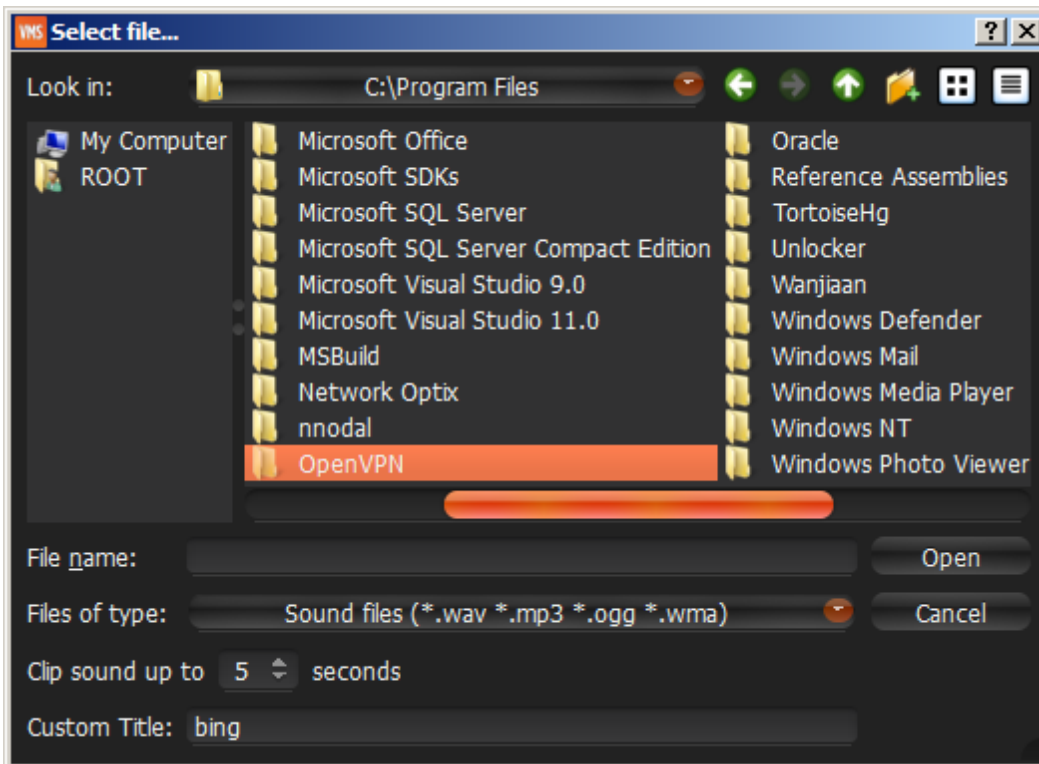 VMS Select file...
Look in: C:\Program Files
My Computer
ROOT
Microsoft Office
Microsoft SDKs
Microsoft SQL Server
Microsoft SQL Server Compact Edition
Microsoft Visual Studio 9.0
Microsoft Visual Studio 11.0
MSBuild
Network Optix
nnodal
OpenVPN
Oracle
Reference Assemblies
TortoiseHg
Unlocker
Wanjiaan
Windows Defender
Windows Mail
Windows Media Player
Windows NT
Windows Photo Viewer
File name:
Open
Files of type: Sound files (*.wav *.mp3 *.ogg *.wma)
Cancel
Clip sound up to 5 seconds
Custom Title: bing